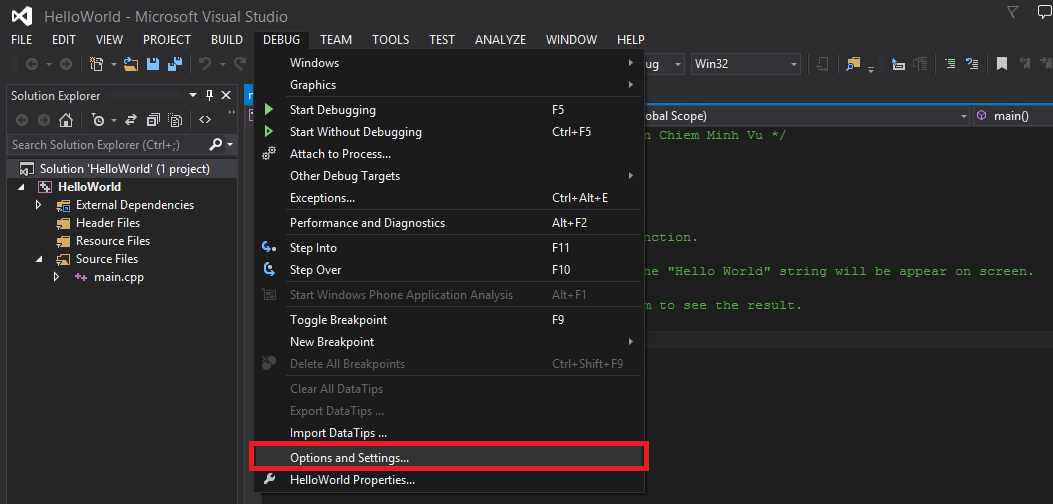 HelloWorld - Microsoft Visual Studio
FILE EDIT VIEW PROJECT BUILD DEBUG TEAM TOOLS TEST ANALYZE WINDOW HELP
Win32
Solution Explorer
Search Solution Explorer (Ctrl+;)
Solution 'HelloWorld' (1 project)
HelloWorld
External Dependencies
Header Files
Resource Files
Source Files
main.cpp
Windows
Graphics
Start Debugging F5
Start Without Debugging Ctrl+F5
Attach to Process...
Other Debug Targets
Exceptions... Ctrl+Alt+E
Performance and Diagnostics Alt+F2
Step Into F11
Step Over F10
Start Windows Phone Application Analysis Alt+F1
Toggle Breakpoint F9
New Breakpoint
Delete All Breakpoints Ctrl+Shift+F9
Clear All DataTips
Export DataTips ...
Import DataTips ...
Options and Settings...
HelloWorld Properties...
obal Scope) main()
n Chiem Minh Vu */
nction.
he "Hello World" string will be appear on screen.
m to see the result.